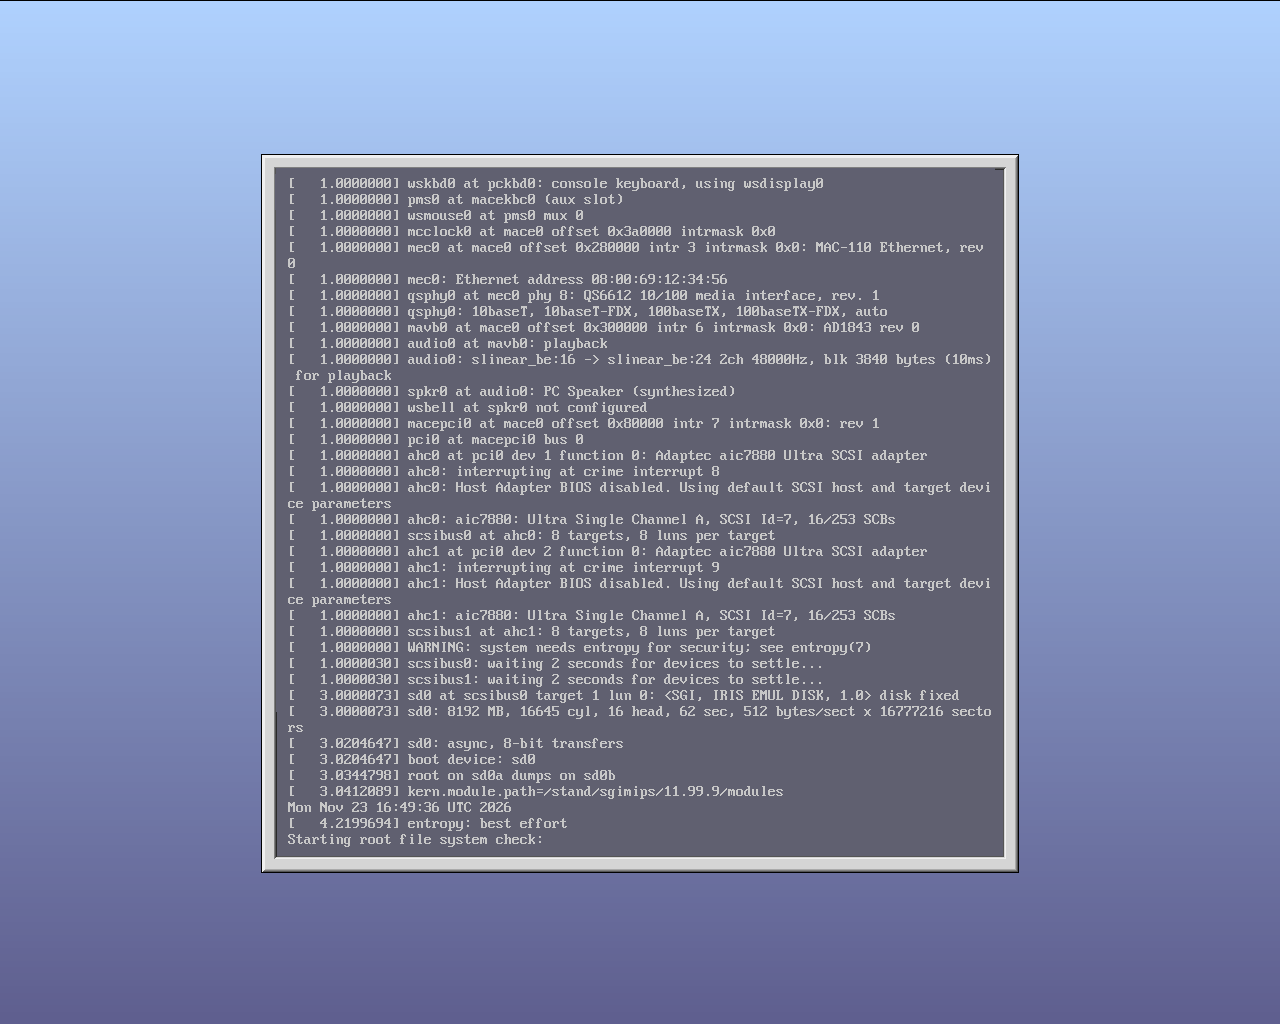 [   1.0000000] wskbd0 at pckbd0: console keyboard, using wsdisplay0
[   1.0000000] pms0 at macekbc0 (aux slot)
[   1.0000000] wsmouse0 at pms0 mux 0
[   1.0000000] mcclock0 at mace0 offset 0x3a0000 intrmask 0x0
[   1.0000000] mec0 at mace0 offset 0x280000 intr 3 intrmask 0x0: MAC-110 Ethernet, rev
0
[   1.0000000] mec0: Ethernet address 08:00:69:12:34:56
[   1.0000000] qsphy0 at mec0 phy 8: QS6612 10/100 media interface, rev. 1
[   1.0000000] qsphy0: 10baseT, 10baseT-FDX, 100baseTX, 100baseTX-FDX, auto
[   1.0000000] mavb0 at mace0 offset 0x300000 intr 6 intrmask 0x0: AD1843 rev 0
[   1.0000000] audio0 at mavb0: playback
[   1.0000000] audio0: slinear_be:16 -> slinear_be:24 2ch 48000Hz, blk 3840 bytes (10ms)
 for playback
[   1.0000000] spkr0 at audio0: PC Speaker (synthesized)
[   1.0000000] wsbell at spkr0 not configured
[   1.0000000] macepci0 at mace0 offset 0x80000 intr 7 intrmask 0x0: rev 1
[   1.0000000] pci0 at macepci0 bus 0
[   1.0000000] ahc0 at pci0 dev 1 function 0: Adaptec aic7880 Ultra SCSI adapter
[   1.0000000] ahc0: interrupting at crime interrupt 8
[   1.0000000] ahc0: Host Adapter BIOS disabled. Using default SCSI host and target devi
ce parameters
[   1.0000000] ahc0: aic7880: Ultra Single Channel A, SCSI Id=7, 16/253 SCBs
[   1.0000000] scsibus0 at ahc0: 8 targets, 8 luns per target
[   1.0000000] ahc1 at pci0 dev 2 function 0: Adaptec aic7880 Ultra SCSI adapter
[   1.0000000] ahc1: interrupting at crime interrupt 9
[   1.0000000] ahc1: Host Adapter BIOS disabled. Using default SCSI host and target devi
ce parameters
[   1.0000000] ahc1: aic7880: Ultra Single Channel A, SCSI Id=7, 16/253 SCBs
[   1.0000000] scsibus1 at ahc1: 8 targets, 8 luns per target
[   1.0000000] WARNING: system needs entropy for security; see entropy(7)
[   1.0000030] scsibus0: waiting 2 seconds for devices to settle...
[   1.0000030] scsibus1: waiting 2 seconds for devices to settle...
[   3.0000073] sd0 at scsibus0 target 1 lun 0: <SGI, IRIS EMUL DISK, 1.0> disk fixed
[   3.0000073] sd0: 8192 MB, 16645 cyl, 16 head, 62 sec, 512 bytes/sect x 16777216 secto
rs
[   3.0204647] sd0: async, 8-bit transfers
[   3.0204647] boot device: sd0
[   3.0344798] root on sd0a dumps on sd0b
[   3.0412089] kern.module.path=/stand/sgimips/11.99.9/modules
Mon Nov 23 16:49:36 UTC 2026
[   4.2199694] entropy: best effort
Starting root file system check: